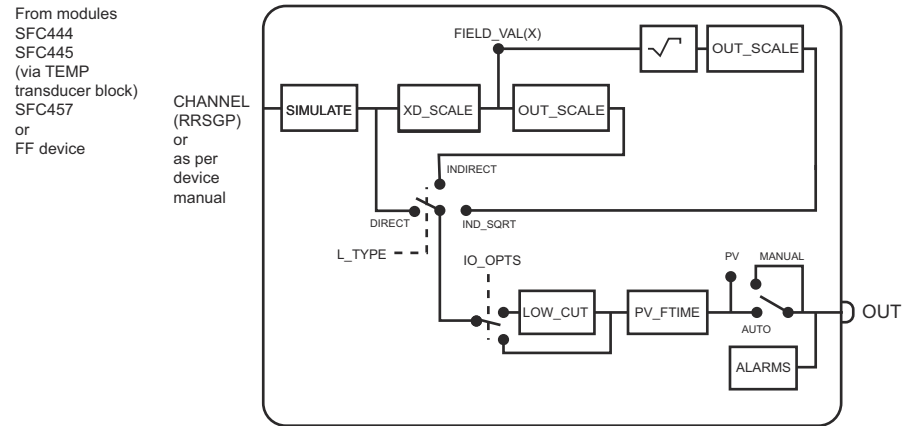 From modules
SFC444
SFC445
(via TEMP
transducer block)
SFC457
or
FF device
CHANNEL
(RRSGP)
or
as per
device
manual
SIMULATE
XD_SCALE
FIELD_VAL(X)
OUT_SCALE
OUT_SCALE
INDIRECT
DIRECT
IND_SQRT
L_TYPE
IO_OPTS
LOW_CUT
PV_FTIME
PV
MANUAL
AUTO
OUT
ALARMS